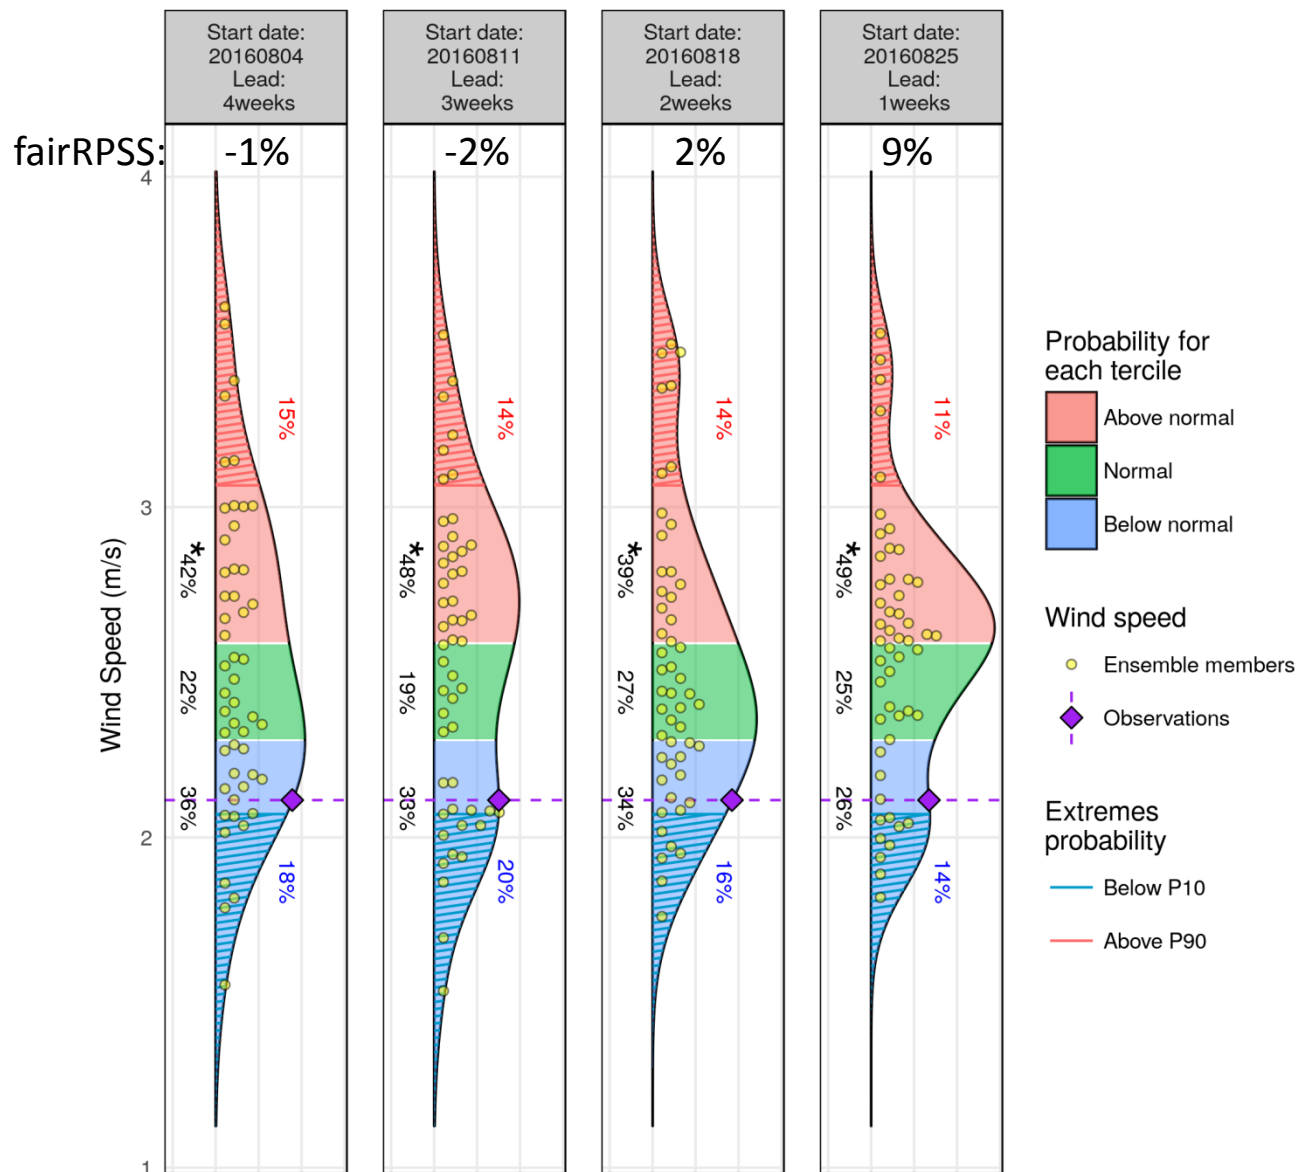 Start date:
20160804
Lead:
4weeks
Start date:
20160811
Lead:
3weeks
Start date:
20160818
Lead:
2weeks
Start date:
20160825
Lead:
1weeks
fairRPSS: -1% -2% 2% 9%
Wind Speed (m/s)
4
3
2
1
15%
*42%
22%
36%
18%
14%
*48%
19%
33%
20%
14%
*39%
27%
34%
16%
11%
*49%
25%
14%
Probability for
each tercile
Above normal
Normal
Below normal
Wind speed
Ensemble members
Observations
Extremes
probability
Below P10
Above P90